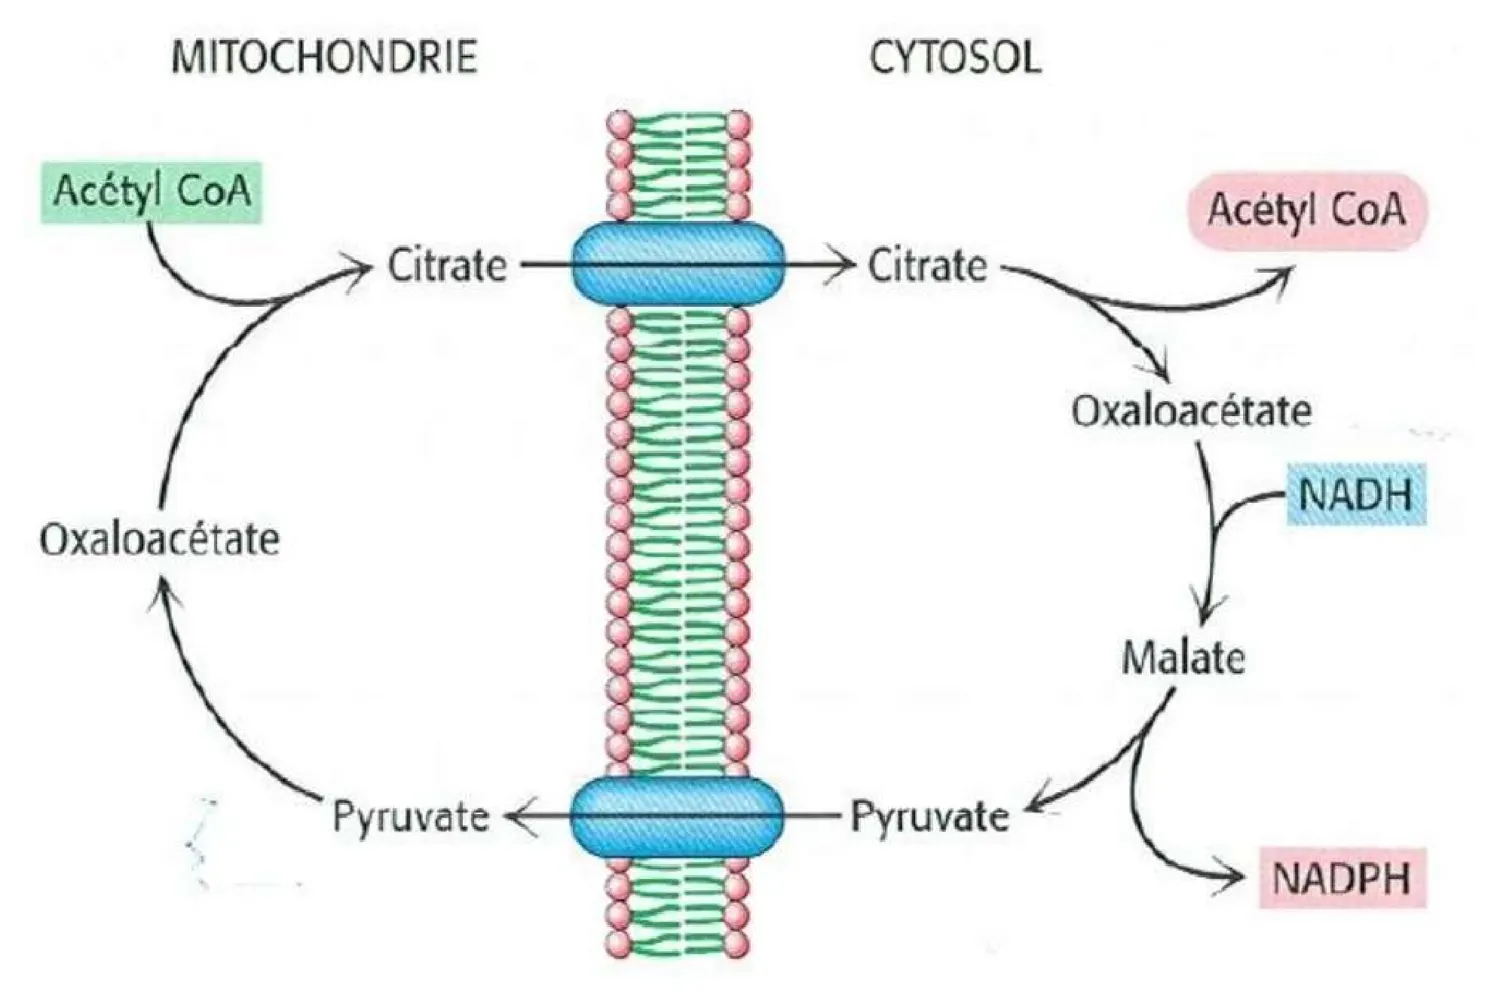 MITOCHONDRIE
CYTOSOL
Acétyl CoA
Citrate
Citrate
Acétyl CoA
Oxaloacétate
NADH
Oxaloacétate
Malate
Pyruvate
Pyruvate
NADPH